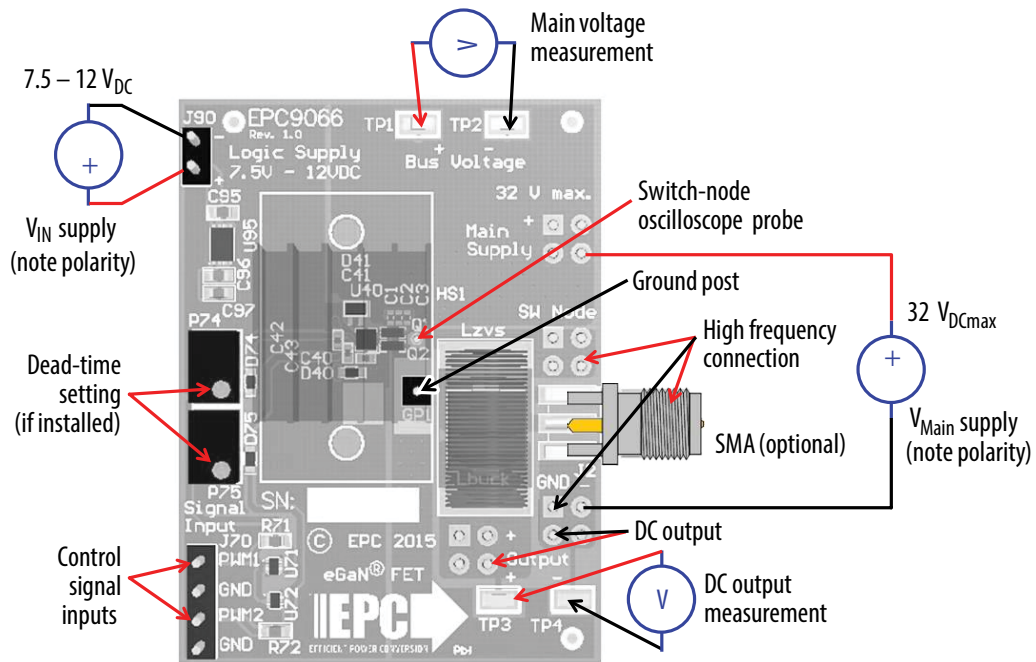 Main voltage
measurement
V
7.5 – 12 VDC
+
VIN supply
(note polarity)
J90
-
+
EPC9066
Rev. 1.0
Logic Supply
7.5V - 12VDC
TP1
TP2
+
-
Bus Voltage
32 V max.
+
Main
Supply
Switch-node
oscilloscope probe
Ground post
C95
U95
C96
C97
D41
C41
U40
C1
C2
C3
HS1
Q1
Q2
C42
C43
C40
D40
GP1
Lzvs
Lbuck
SW Node
High frequency
connection
32 VDCmax
+
VMain supply
(note polarity)
SMA (optional)
P74
D74
D75
P75
Dead-time
setting
(if installed)
GND
J2
DC output
+
Output
+
-
TP3
TP4
V
DC output
measurement
Signal
Input
SN:
J70
R71
U71
U72
R72
PWM1
GND
PWM2
GND
Control
signal
inputs
© EPC 2015
eGaN® FET
EPC
EFFICIENT POWER CONVERSION